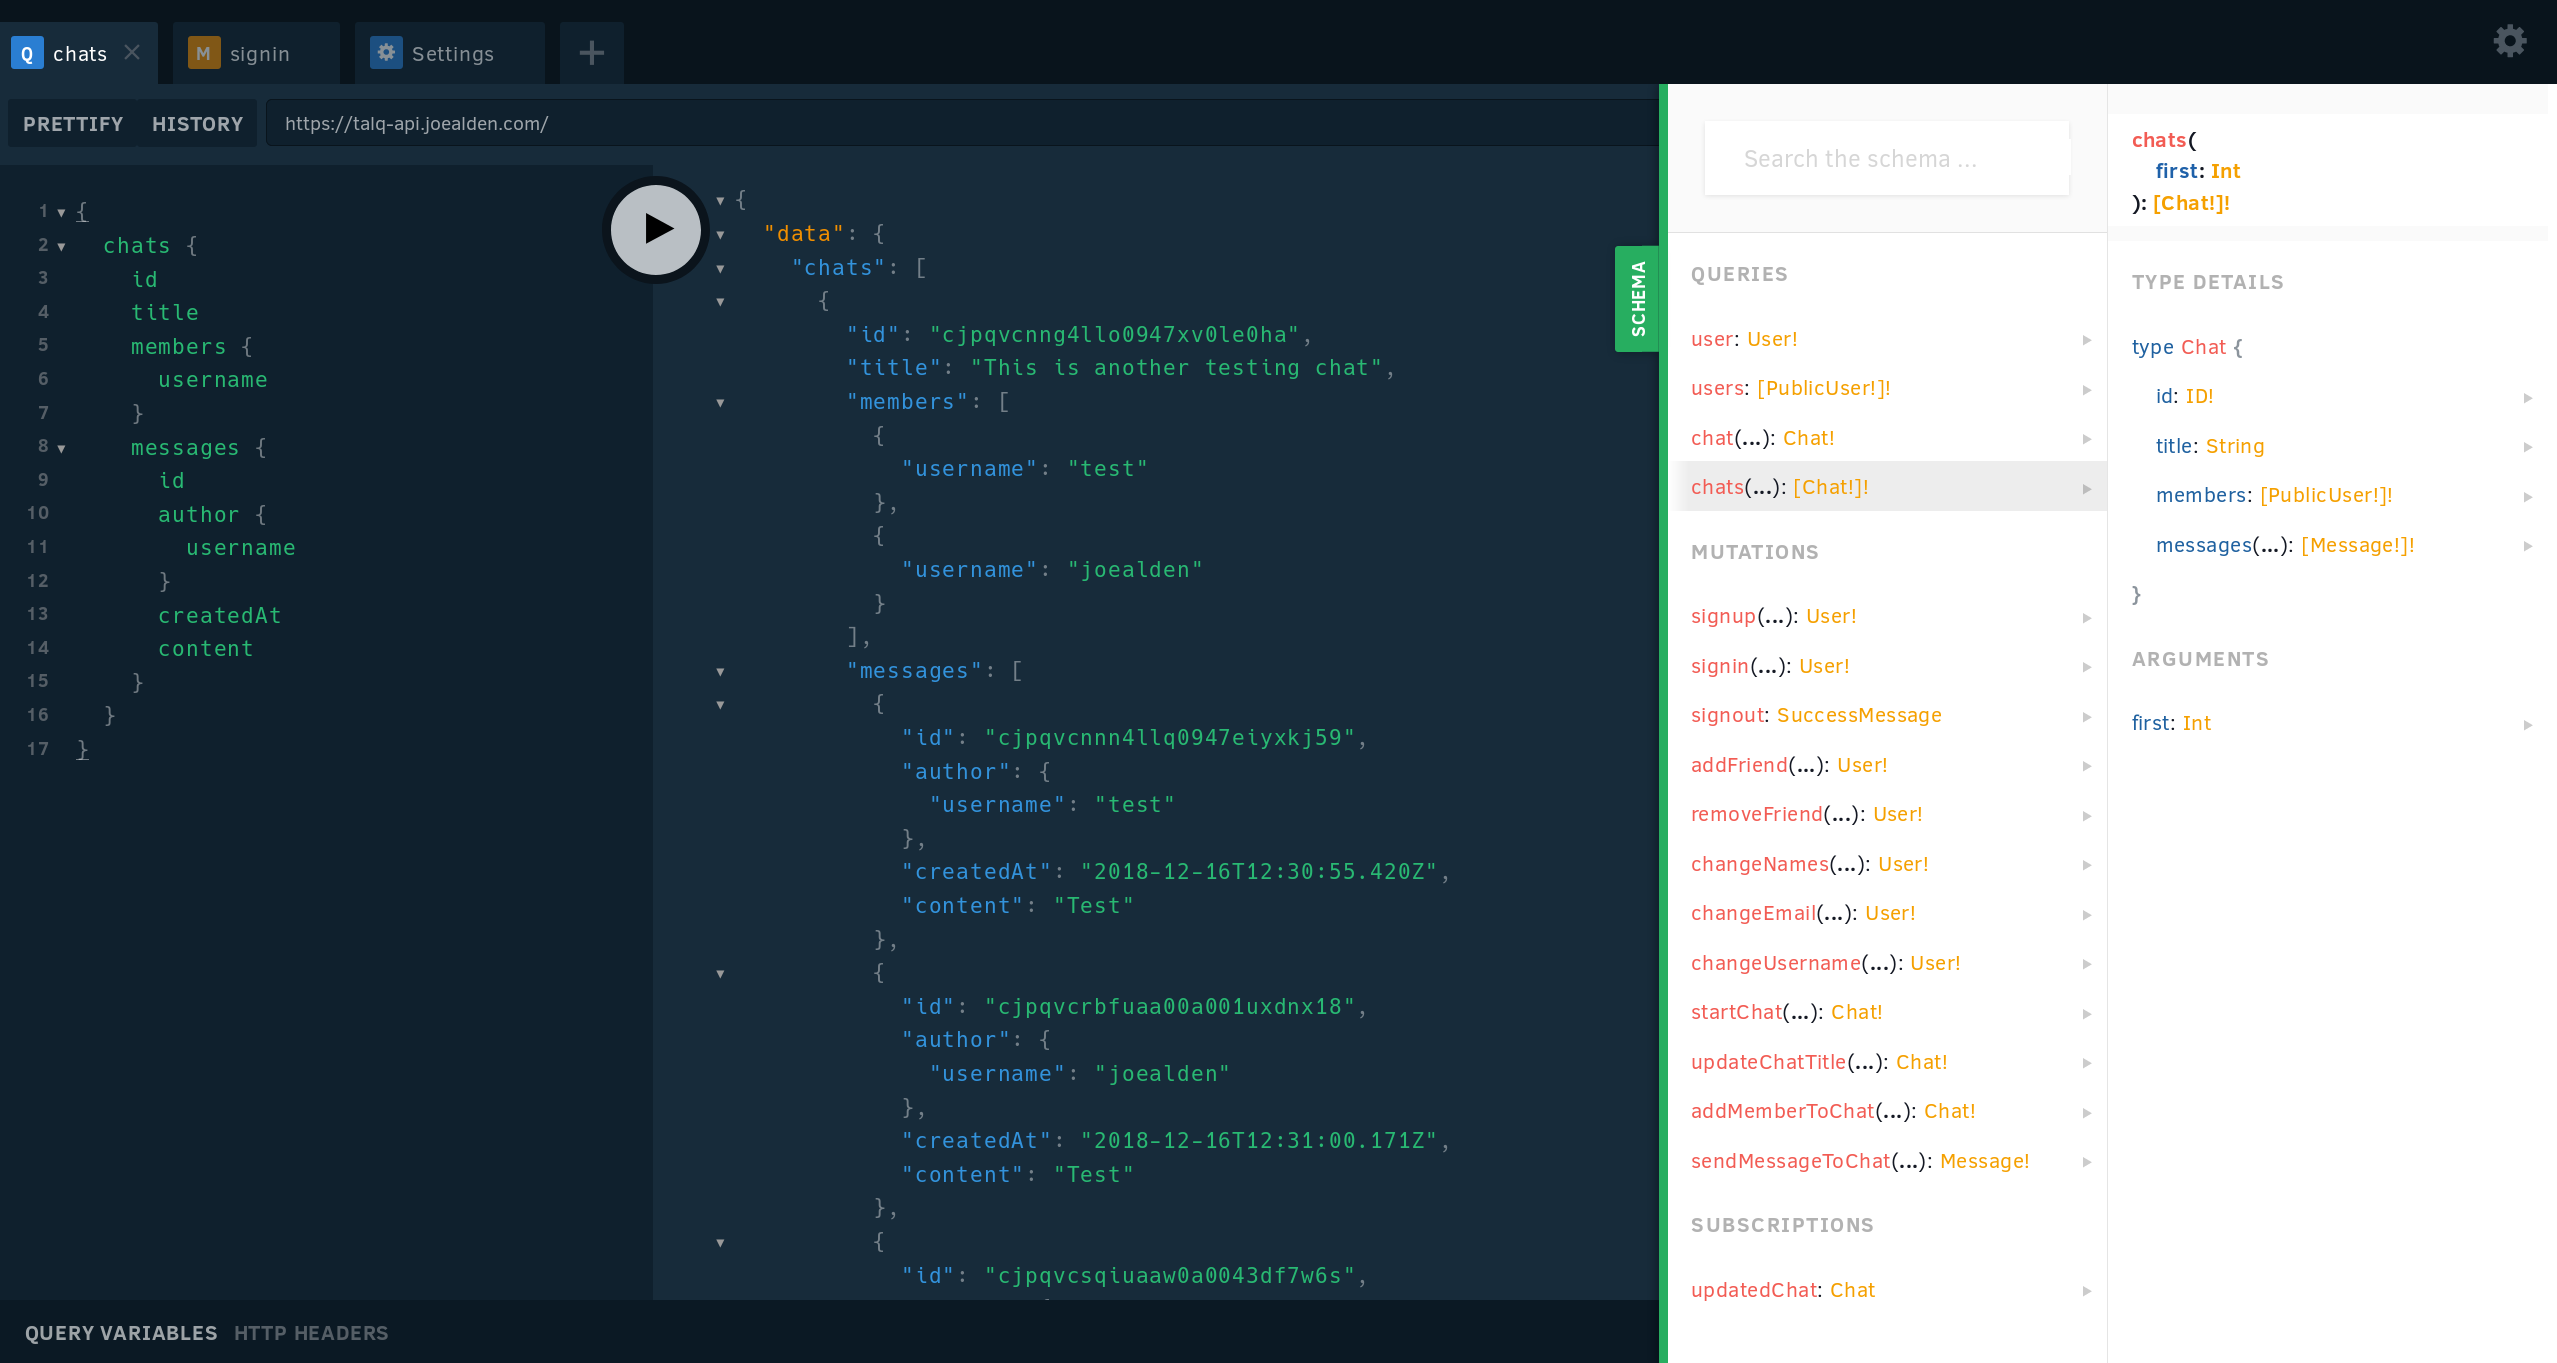 Q chats
M signin
Settings
PRETTIFY HISTORY https://talq-api.joealden.com/
1 {
2 chats {
3 id
4 title
5 members {
6 username
7 }
8 messages {
9 id
10 author {
11 username
12 }
13 createdAt
14 content
15 }
16 }
17 }
{
"data": {
"chats": [
{
"id": "cjpqvcnng4llo0947xv0le0ha",
"title": "This is another testing chat",
"members": [
{
"username": "test"
},
{
"username": "joealden"
}
],
"messages": [
{
"id": "cjpqvcnnn4llq0947eiyxkj59",
"author": {
"username": "test"
},
"createdAt": "2018-12-16T12:30:55.420Z",
"content": "Test"
},
{
"id": "cjpqvcrbfuaa00a001uxdnx18",
"author": {
"username": "joealden"
},
"createdAt": "2018-12-16T12:31:00.171Z",
"content": "Test"
},
{
"id": "cjpqvcsqiuaaw0a0043df7w6s",
QUERY VARIABLES HTTP HEADERS
SCHEMA
Search the schema ...
QUERIES
user: User!
users: [PublicUser!]!
chat(...): Chat!
chats(...): [Chat!]!
MUTATIONS
signup(...): User!
signin(...): User!
signout: SuccessMessage
addFriend(...): User!
removeFriend(...): User!
changeNames(...): User!
changeEmail(...): User!
changeUsername(...): User!
startChat(...): Chat!
updateChatTitle(...): Chat!
addMemberToChat(...): Chat!
sendMessageToChat(...): Message!
SUBSCRIPTIONS
updatedChat: Chat
chats(
first: Int
): [Chat!]!
TYPE DETAILS
type Chat {
id: ID!
title: String
members: [PublicUser!]!
messages(...): [Message!]!
}
ARGUMENTS
first: Int